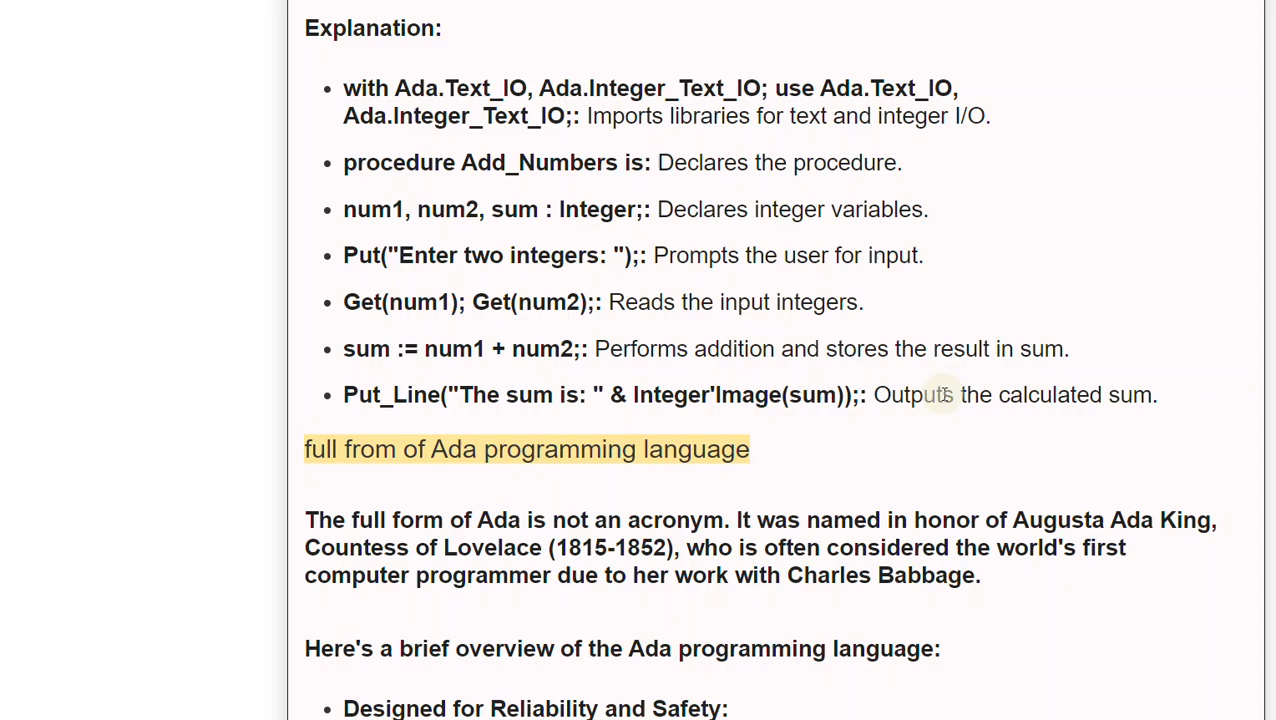 Explanation:
with Ada.Text_IO, Ada.Integer_Text_IO; use Ada.Text_IO,
Ada.Integer_Text_IO;: Imports libraries for text and integer I/O.
procedure Add_Numbers is: Declares the procedure.
num1, num2, sum : Integer;: Declares integer variables.
Put("Enter two integers: ");: Prompts the user for input.
Get(num1); Get(num2);: Reads the input integers.
sum := num1 + num2;: Performs addition and stores the result in sum.
Put_Line("The sum is: " & Integer'Image(sum));: Outputs the calculated sum.
full from of Ada programming language
The full form of Ada is not an acronym. It was named in honor of Augusta Ada King,
Countess of Lovelace (1815-1852), who is often considered the world's first
computer programmer due to her work with Charles Babbage.
Here's a brief overview of the Ada programming language:
Designed for Reliability and Safety: